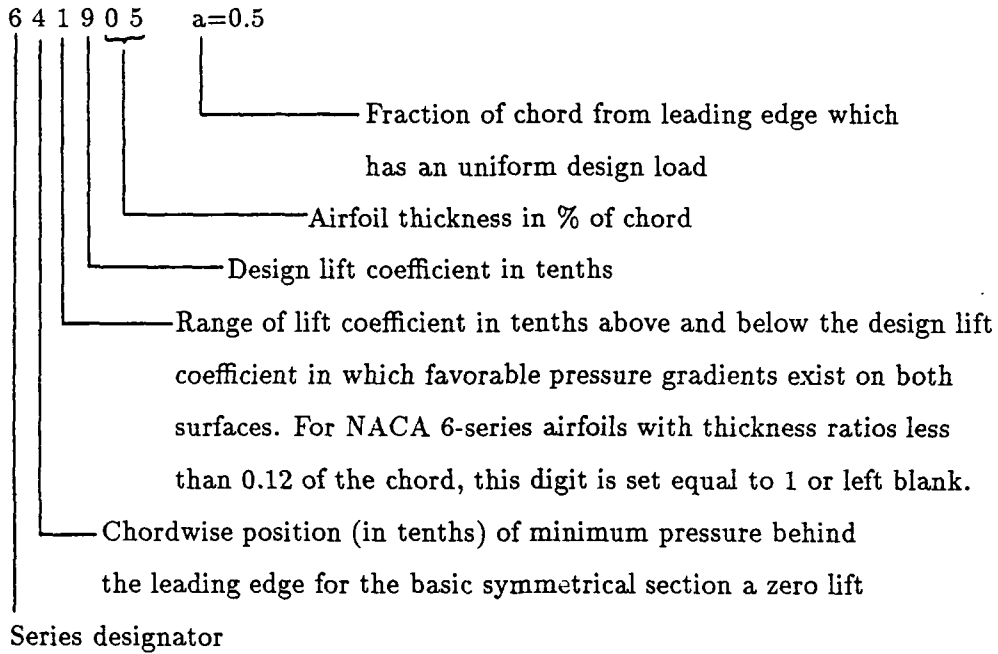 6 4 1 9 0 5 a=0.5
Fraction of chord from leading edge which
has an uniform design load
Airfoil thickness in % of chord
Design lift coefficient in tenths
Range of lift coefficient in tenths above and below the design lift
coefficient in which favorable pressure gradients exist on both
surfaces. For NACA 6-series airfoils with thickness ratios less
than 0.12 of the chord, this digit is set equal to 1 or left blank.
Chordwise position (in tenths) of minimum pressure behind
the leading edge for the basic symmetrical section a zero lift
Series designator